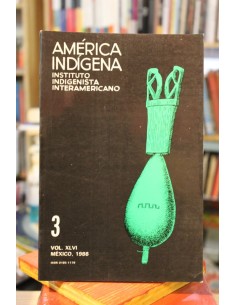 AMÉRICA
INDÍGENA
INSTITUTO
INDIGENISTA
INTERAMERICANO
3
VOL. XLVI
MÉXICO, 1986